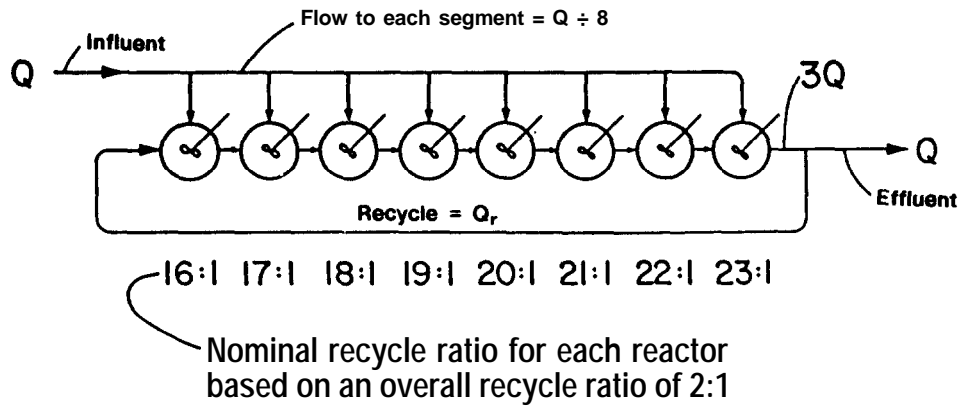 Flow to each segment = Q ÷ 8
Influent
Q
3Q
Q
Effluent
Recycle = Qr
16:1 17:1 18:1 19:1 20:1 21:1 22:1 23:1
Nominal recycle ratio for each reactor
based on an overall recycle ratio of 2:1